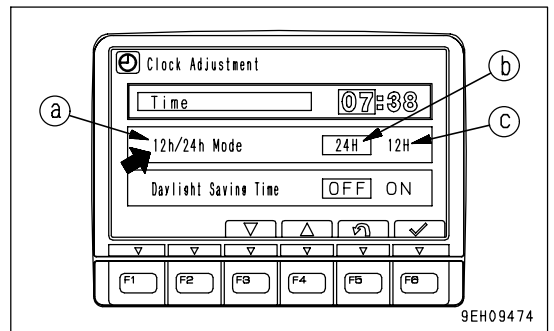 Clock Adjustment
Time 07:38
a b c
12h/24h Mode 24H 12H
Daylight Saving Time OFF ON
F1 F2 F3 F4 F5 F6
9EH09474